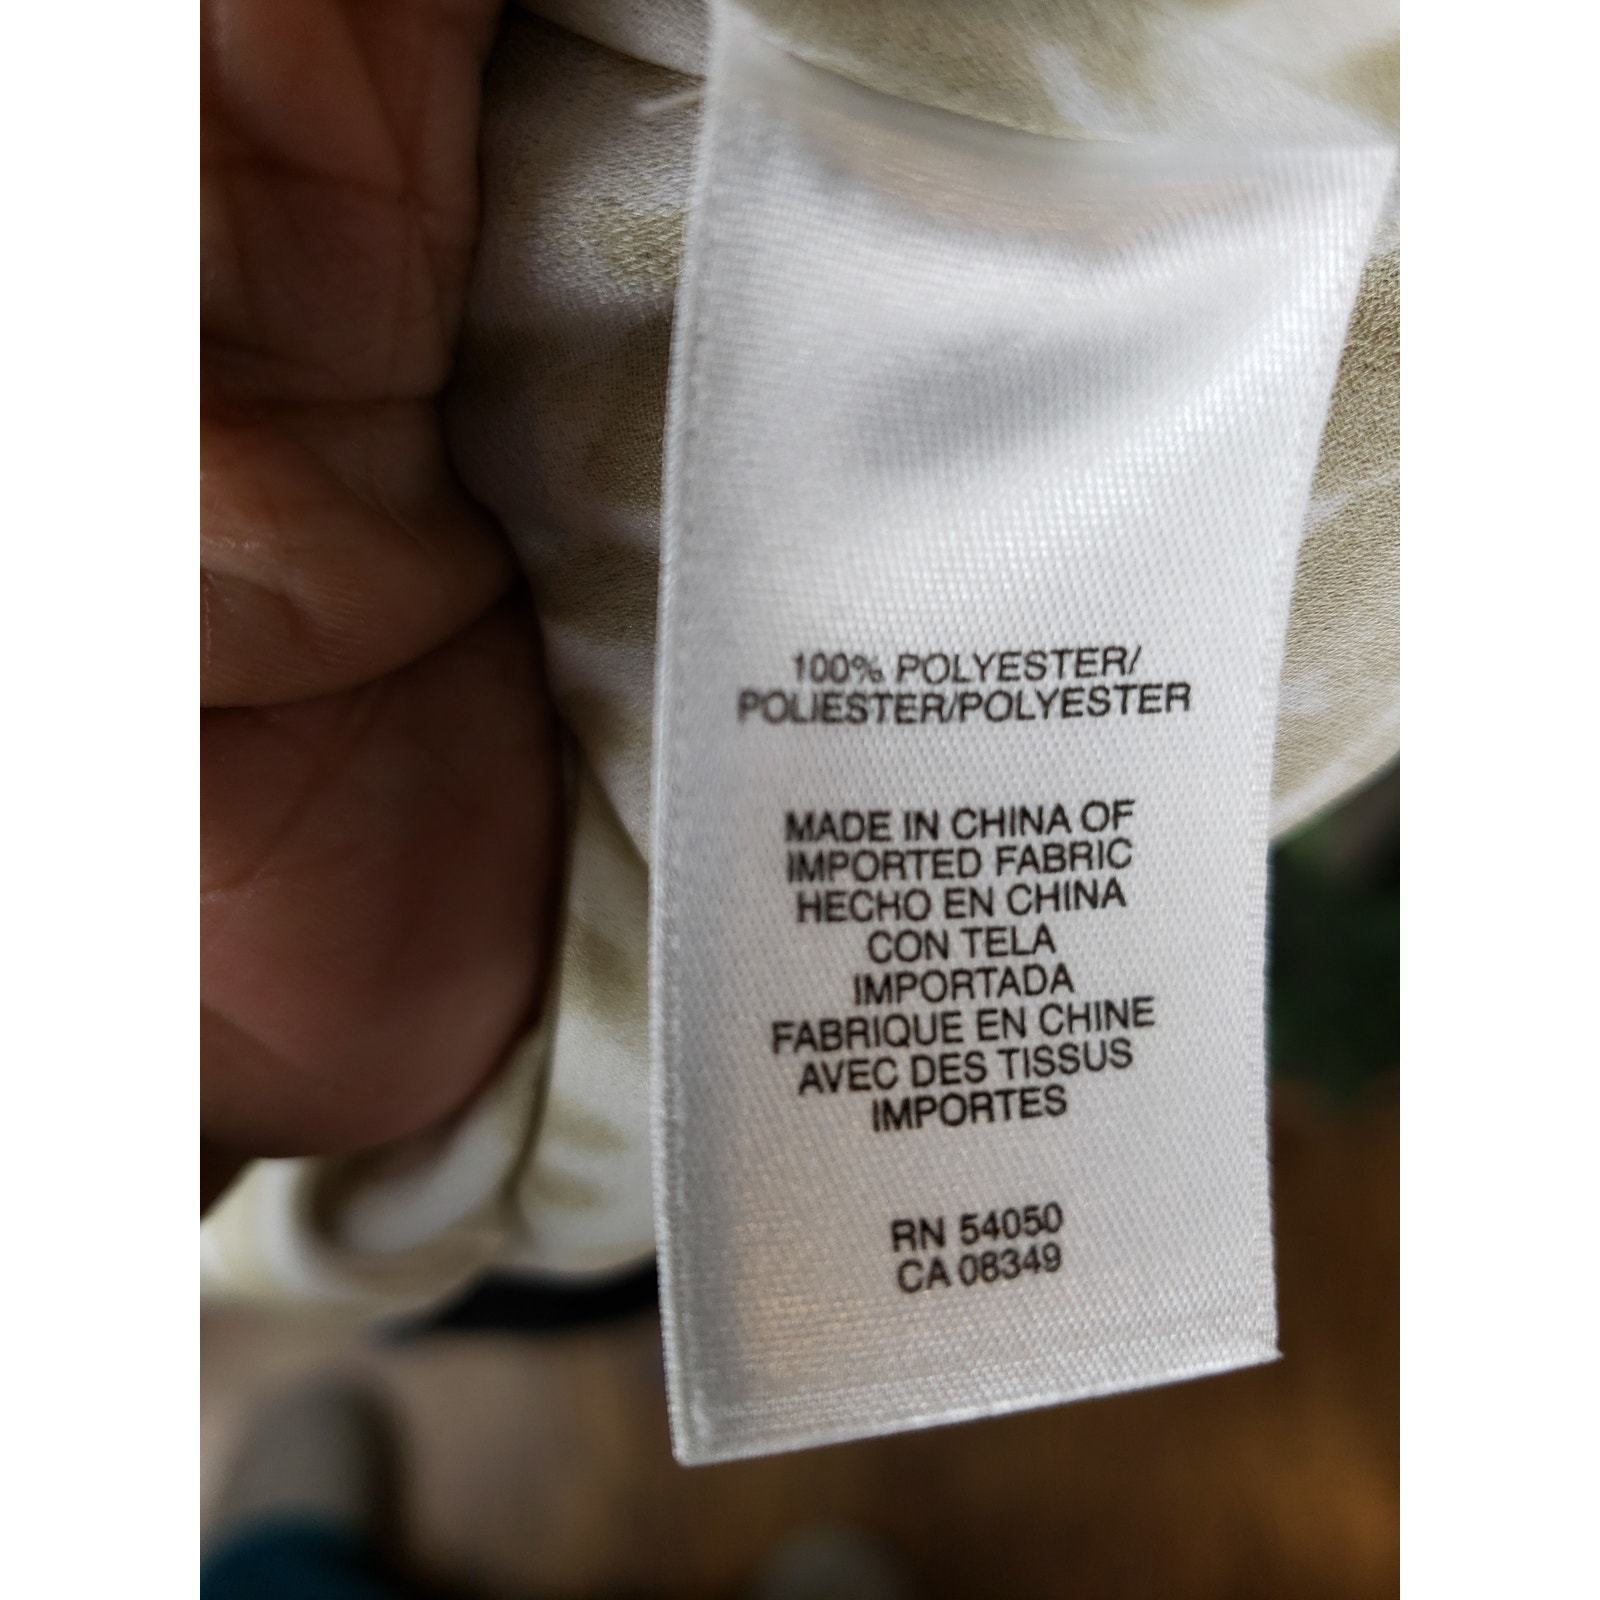 100% POLYESTER/
POLIESTER/POLYESTER
MADE IN CHINA OF
IMPORTED FABRIC
HECHO EN CHINA
CON TELA
IMPORTADA
FABRIQUE EN CHINE
AVEC DES TISSUS
IMPORTES
RN 54050
CA 08349